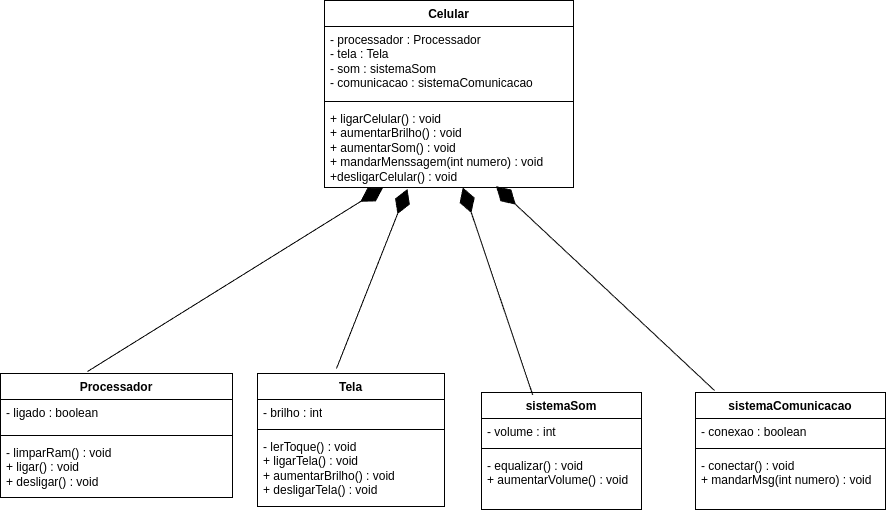 Celular
- processador : Processador
- tela : Tela
- som : sistemaSom
- comunicacao : sistemaComunicacao
+ ligarCelular() : void
+ aumentarBrilho() : void
+ aumentarSom() : void
+ mandarMenssagem(int numero) : void
+desligarCelular() : void
Processador
- ligado : boolean
- limparRam() : void
+ ligar() : void
+ desligar() : void
Tela
- brilho : int
- lerToque() : void
+ ligarTela() : void
+ aumentarBrilho() : void
+ desligarTela() : void
sistemaSom
- volume : int
- equalizar() : void
+ aumentarVolume() : void
sistemaComunicacao
- conexao : boolean
- conectar() : void
+ mandarMsg(int numero) : void